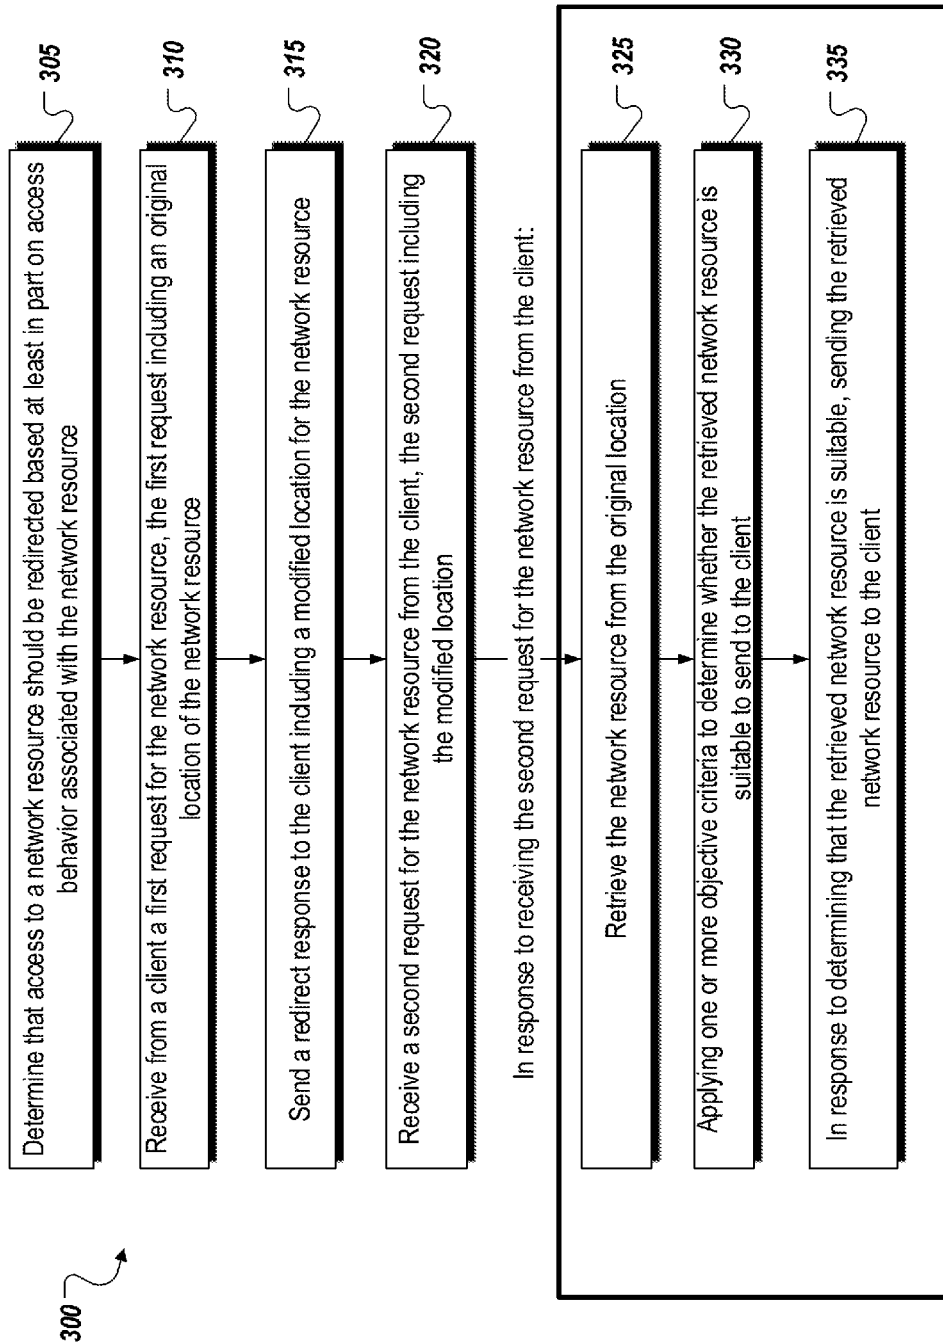 300
Determine that access to a network resource should be redirected based at least in part on access
behavior associated with the network resource
305
Receive from a client a first request for the network resource, the first request including an original
location of the network resource
310
Send a redirect response to the client including a modified location for the network resource
315
Receive a second request for the network resource from the client, the second request including
the modified location
320
In response to receiving the second request for the network resource from the client:
Retrieve the network resource from the original location
325
Applying one or more objective criteria to determine whether the retrieved network resource is
suitable to send to the client
330
In response to determining that the retrieved network resource is suitable, sending the retrieved
network resource to the client
335